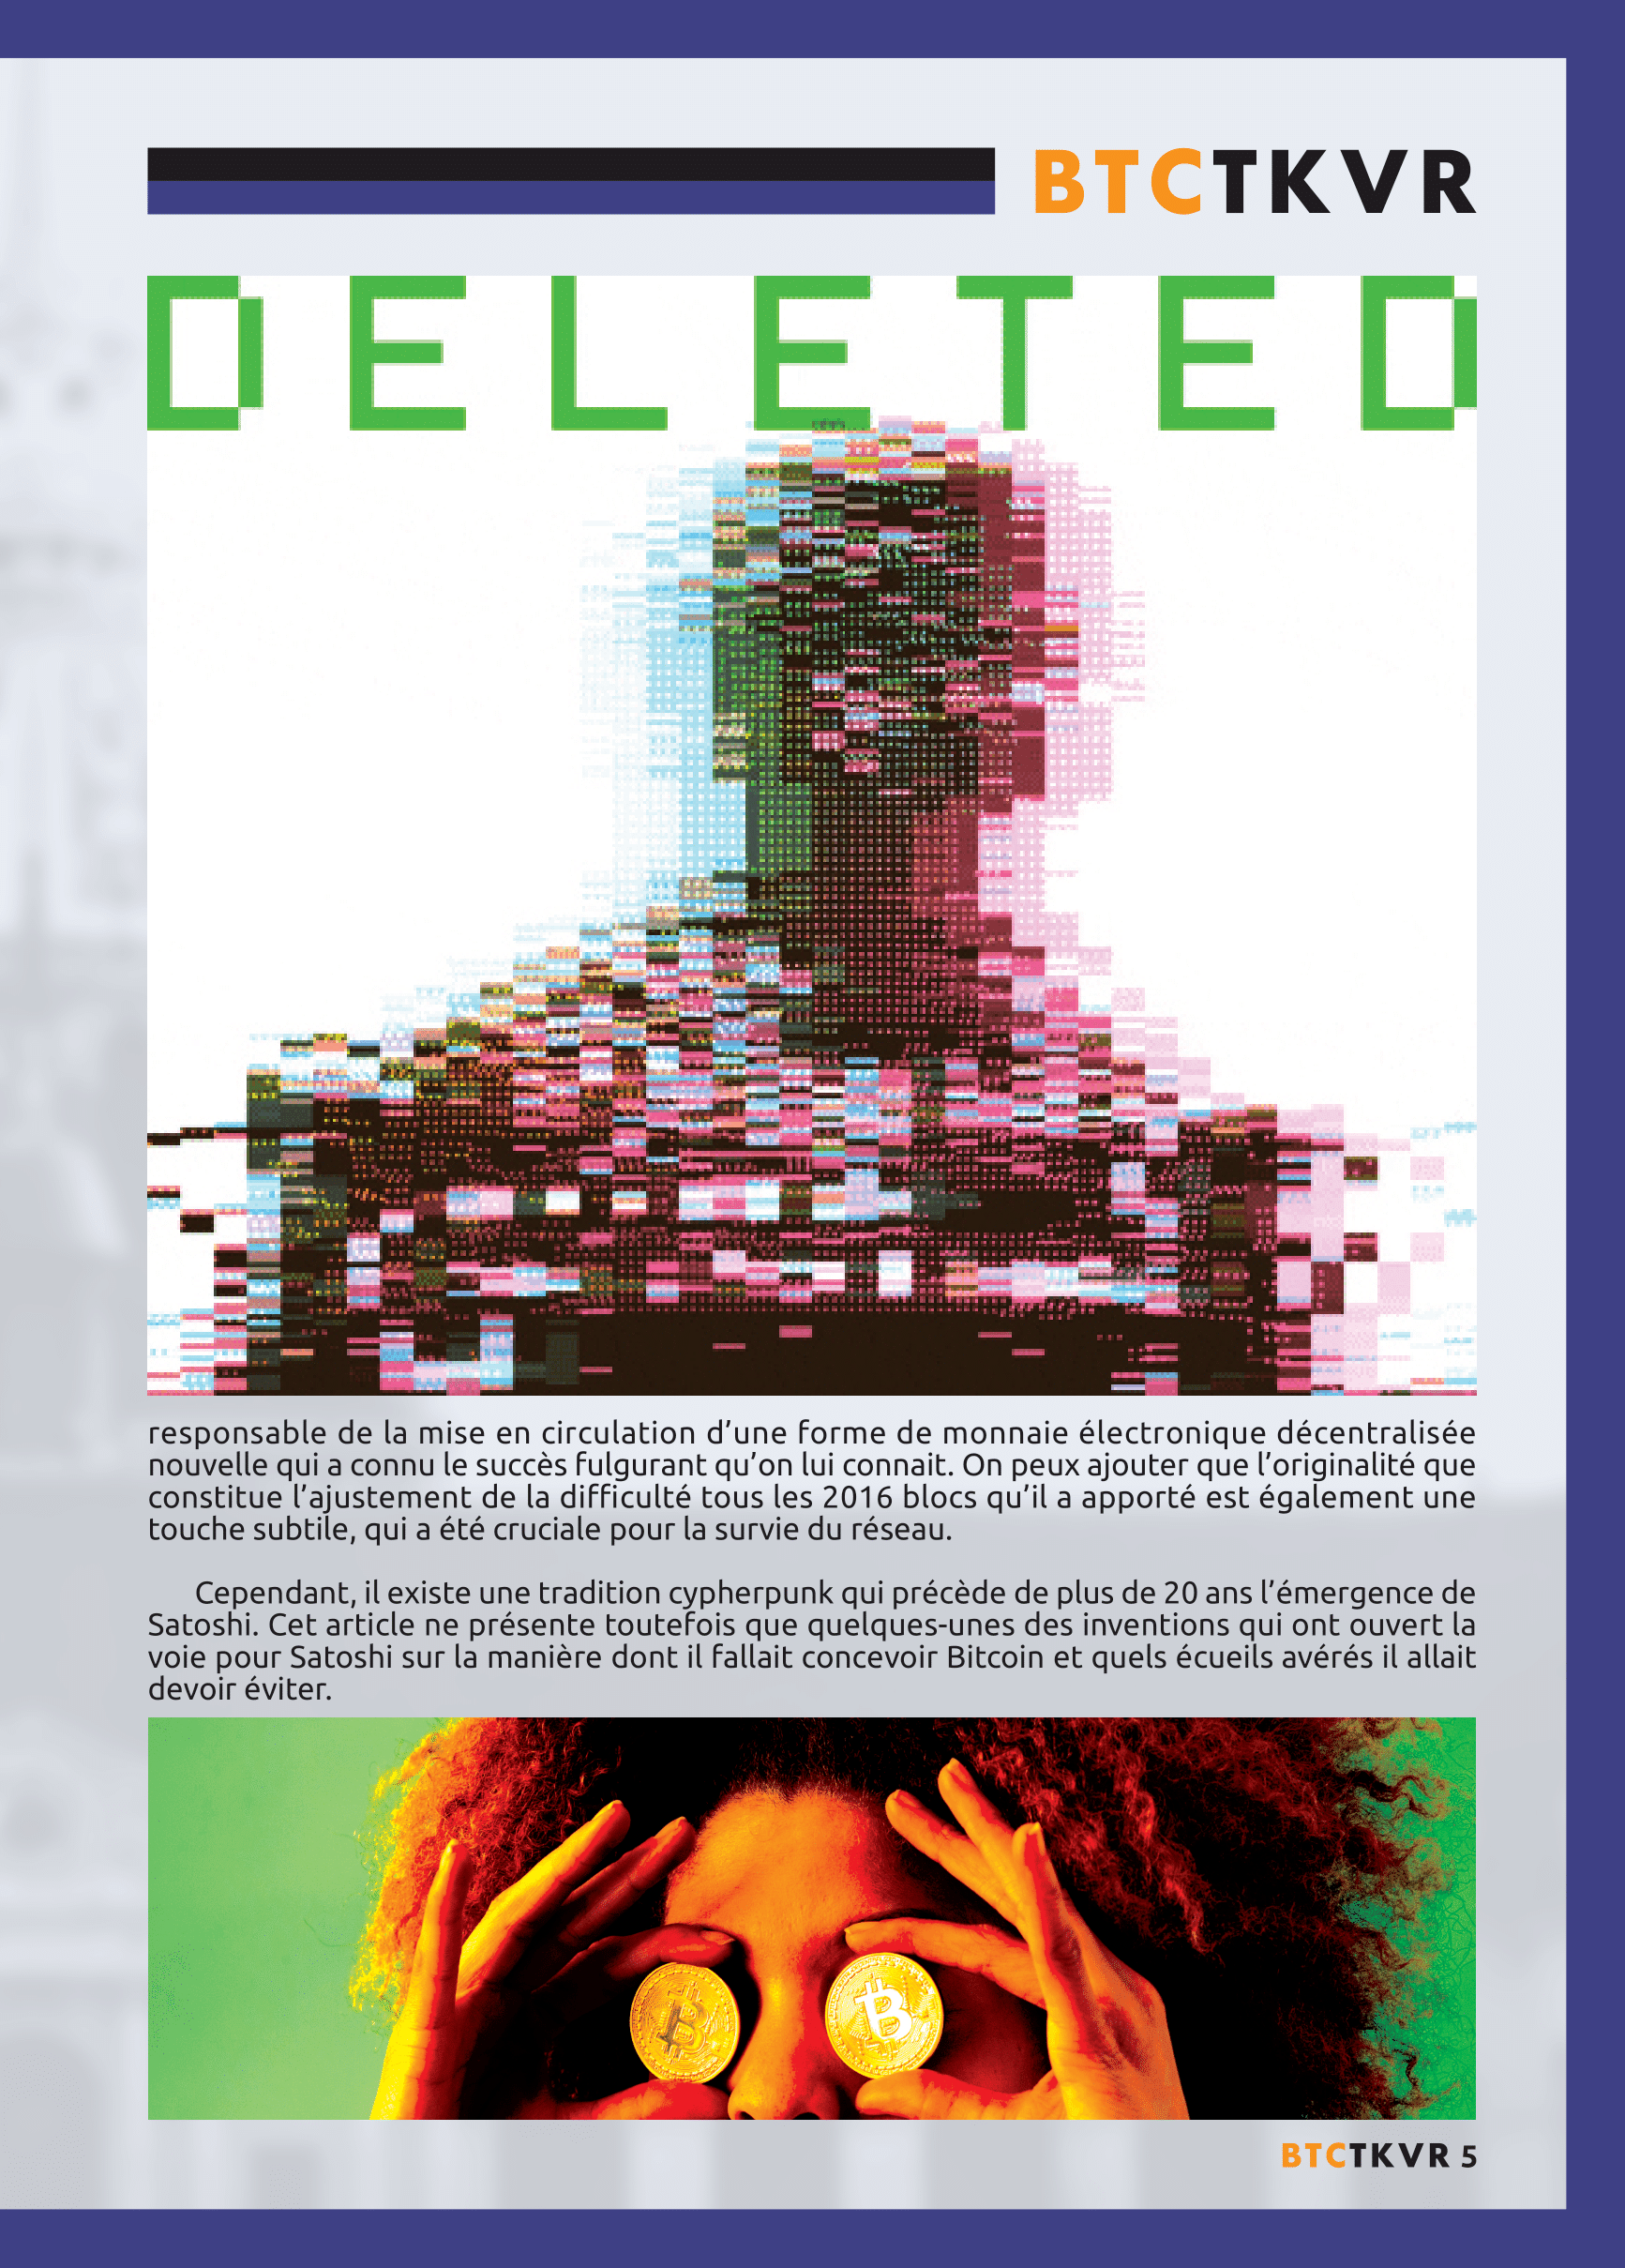 BTCTKVR
DELETED
responsable de la mise en circulation d’une forme de monnaie électronique décentralisée
nouvelle qui a connu le succès fulgurant qu’on lui connait. On peux ajouter que l’originalité que
constitue l’ajustement de la difficulté tous les 2016 blocs qu’il a apporté est également une
touche subtile, qui a été cruciale pour la survie du réseau.
Cependant, il existe une tradition cypherpunk qui précède de plus de 20 ans l’émergence de
Satoshi. Cet article ne présente toutefois que quelques-unes des inventions qui ont ouvert la
voie pour Satoshi sur la manière dont il fallait concevoir Bitcoin et quels écueils avérés il allait
devoir éviter.
BTCTKVR 5